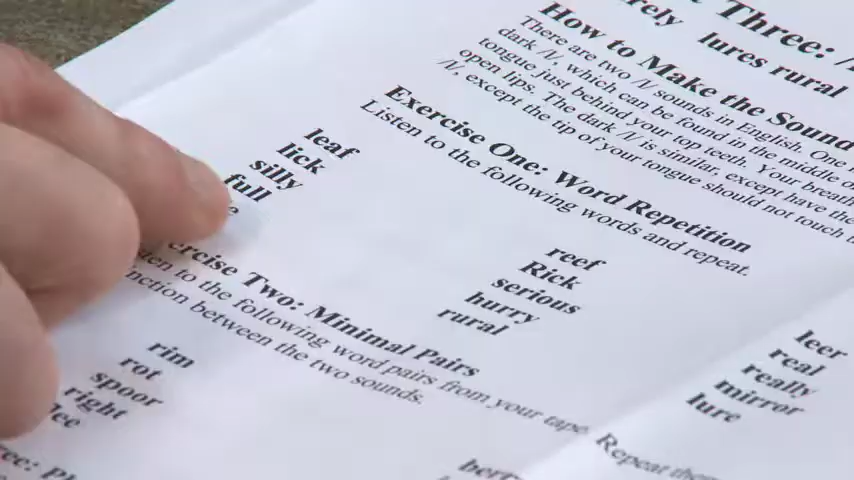 Three:
rely lures rural
How to Make the Sound
There are two /l/ sounds in English. One
dark /l/, which can be found in the middle o
tongue just behind your top teeth. Your breath
open lips. The dark /l/ is similar, except have the
/l/, except the tip of your tongue should not touch t
Exercise One: Word Repetition
Listen to the following words and repeat.
leaf
lick
silly
full
reef
Rick
serious
hurry
rural
leer
real
really
mirror
lure
ercise Two: Minimal Pairs
sten to the following word pairs from your tape. Repeat them
nction between the two sounds.
rim
rot
spoor
right